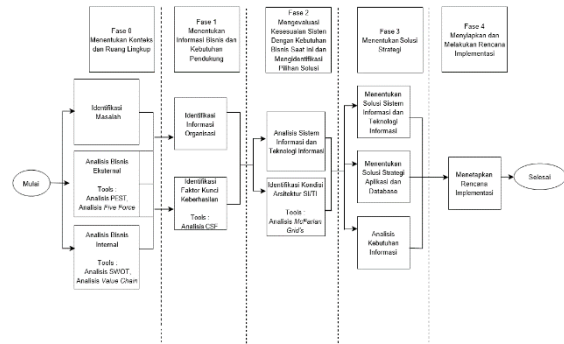 Fase 0
Menentukan Konteks
dan Ruang Lingkup
Fase 1
Menentukan
Informasi Bisnis dan
Kebutuhan
Pendukung
Fase 2
Mengevaluasi
Kesesuaian Sistem
Dengan Kebutuhan
Bisnis Saat Ini dan
Mengidentifikasi
Pilihan Solusi
Fase 3
Menentukan Solusi
Strategi
Fase 4
Menyiapkan dan
Melakukan Rencana
Implementasi
Mulai
Identifikasi
Masalah
Analisis Bisnis
Eksternal
Tools :
Analisis PEST,
Analisis Five Force
Analisis Bisnis
Internal
Tools :
Analisis SWOT,
Analisis Value Chain
Identifikasi
Informasi
Organisasi
Identifikasi
Faktor Kunci
Keberhasilan
Tools :
Analisis CSF
Analisis Sistem
Informasi dan
Teknologi Informasi
Identifikasi Kondisi
Arsitektur SI/TI
Tools :
Analisis McFarlan
Grid's
Menentukan
Solusi Sistem
Informasi dan
Teknologi
Informasi
Menentukan
Solusi Strategi
Aplikasi dan
Database
Analisis
Kebutuhan
Informasi
Menetapkan
Rencana
Implementasi
Selesai